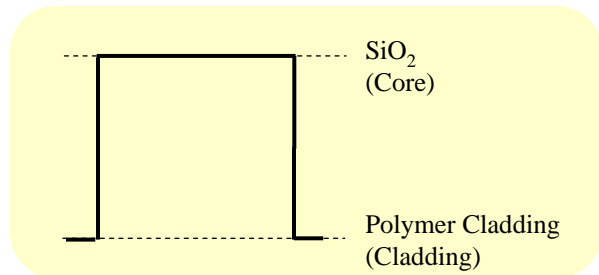 SiO₂
(Core)
Polymer Cladding
(Cladding)